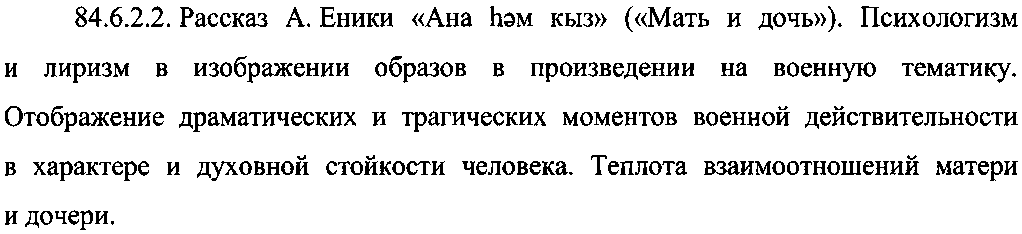 84.6.2.2. Рассказ А. Еники «Ана һәм кыз» («Мать и дочь»). Психологизм
и лиризм в изображении образов в произведении на военную тематику.
Отображение драматических и трагических моментов военной действительности
в характере и духовной стойкости человека. Теплота взаимоотношений матери
и дочери.